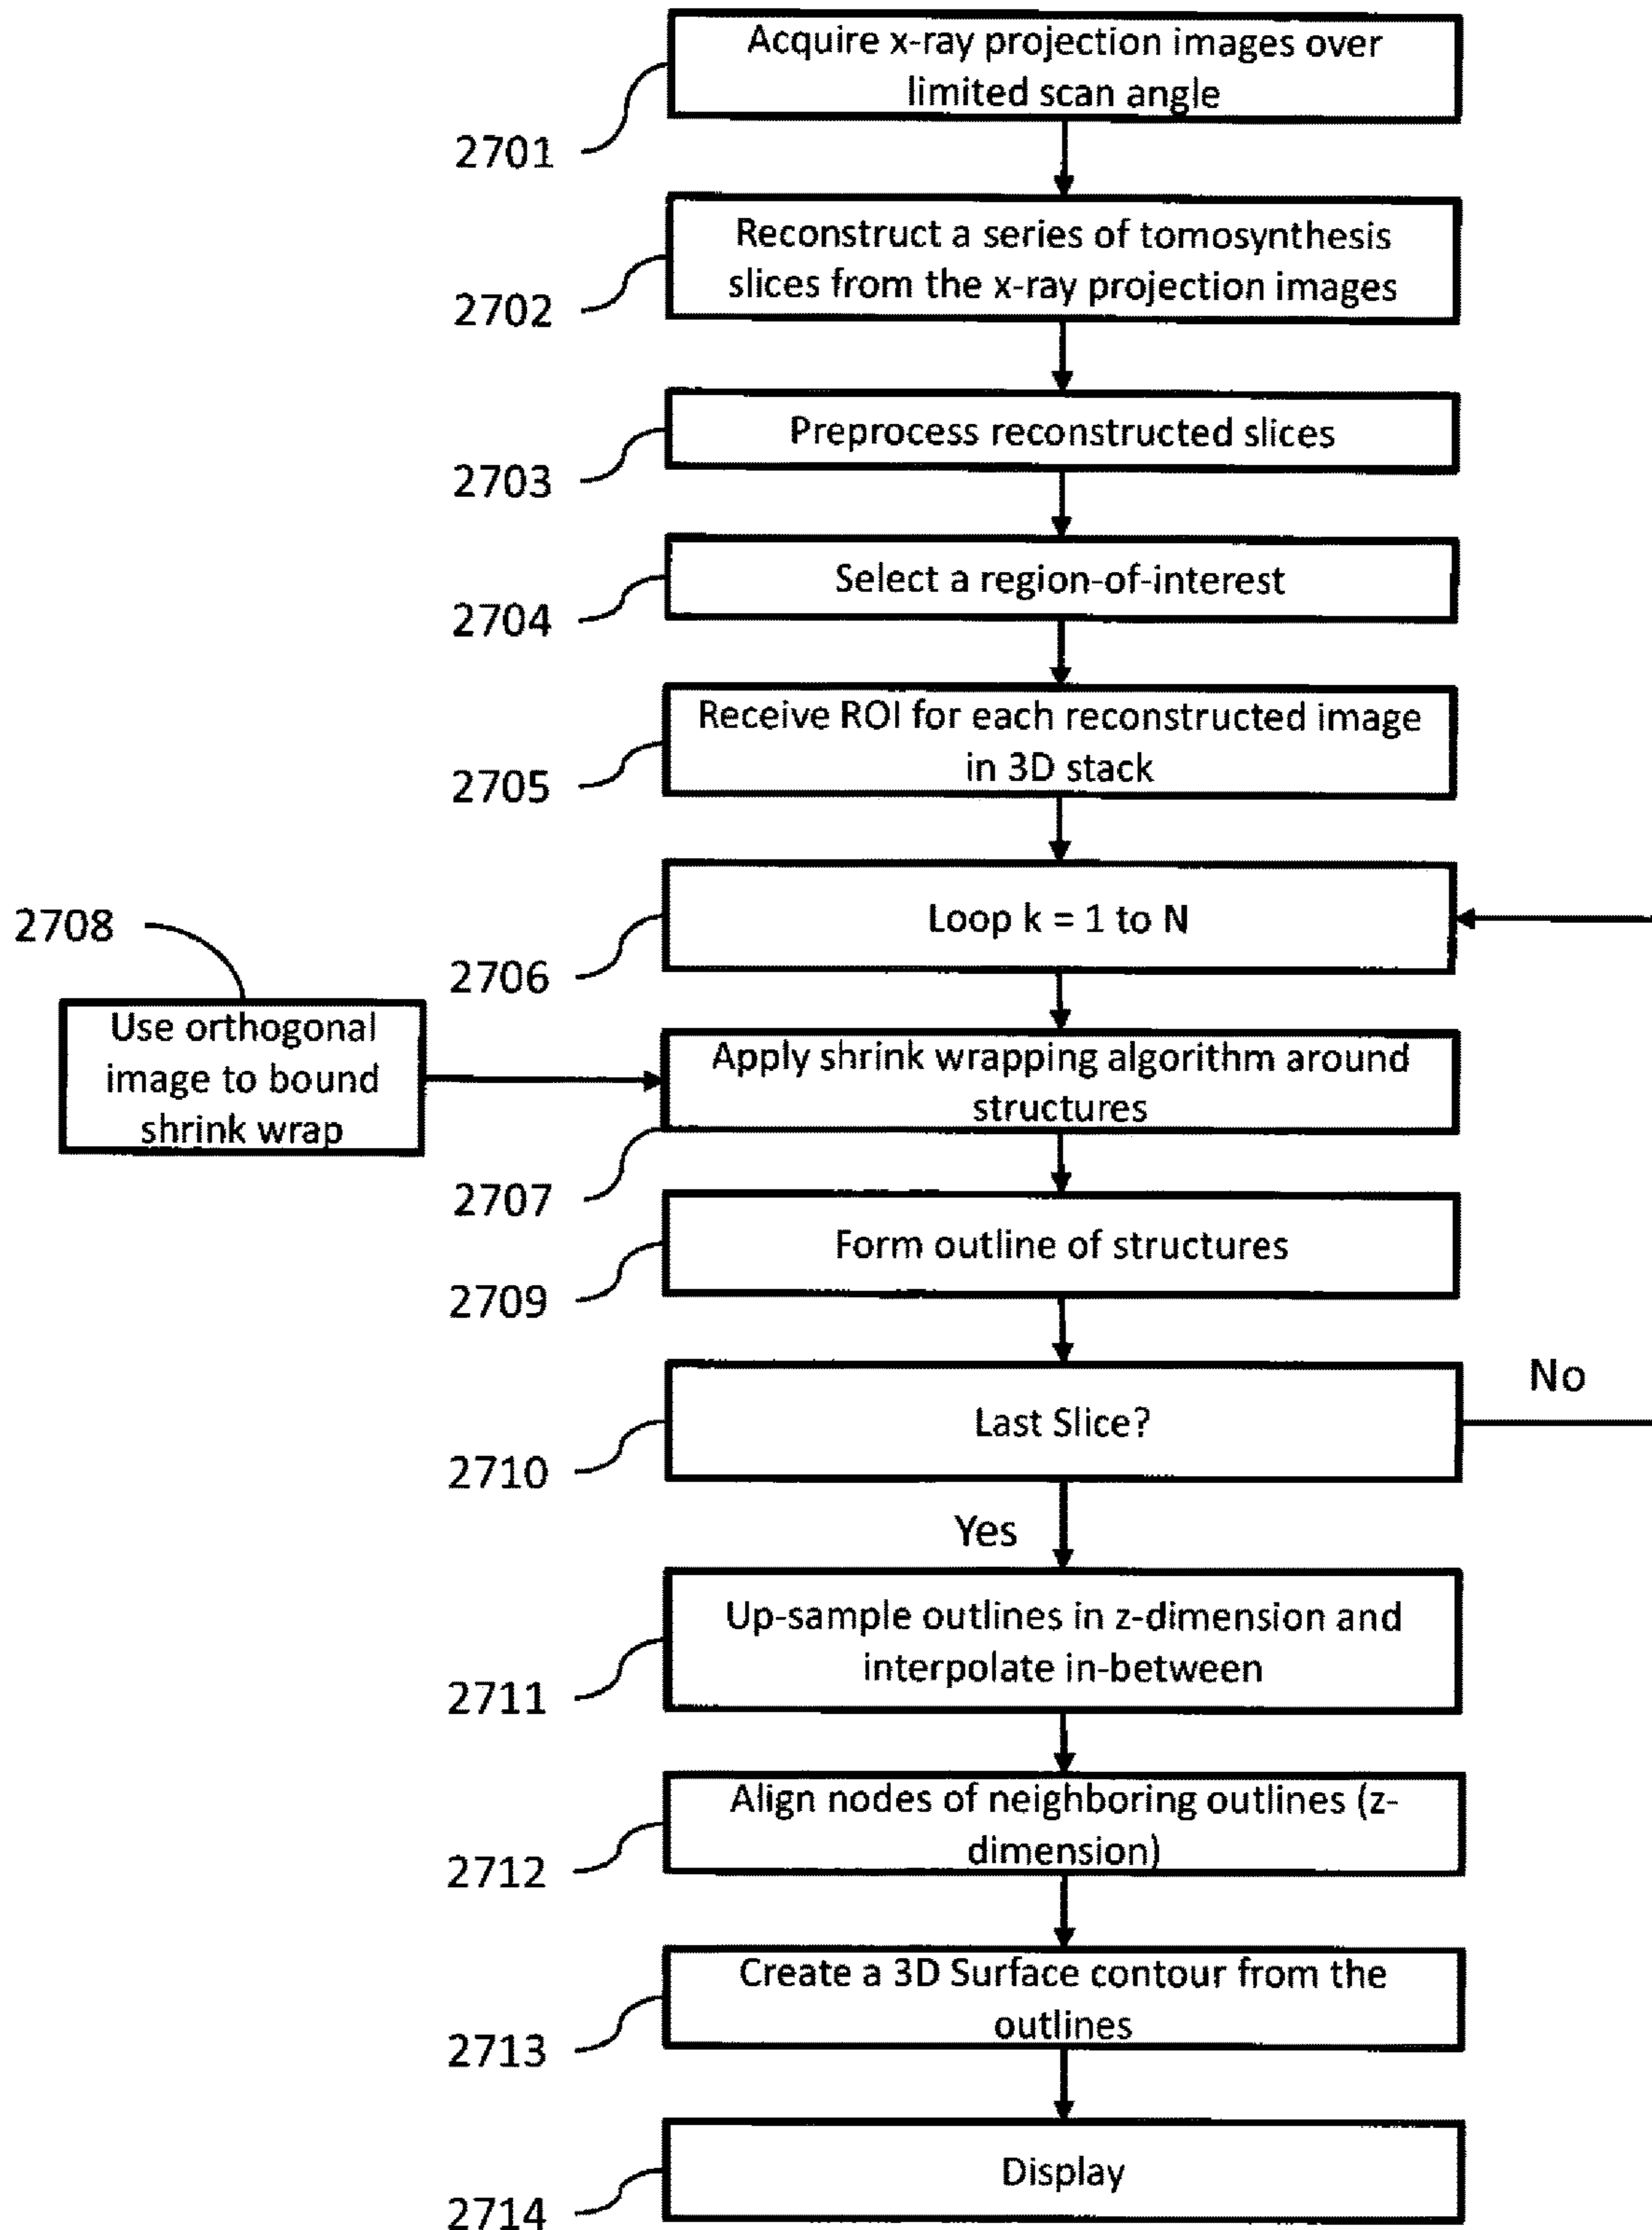 Acquire x-ray projection images over
limited scan angle
2701
Reconstruct a series of tomosynthesis
slices from the x-ray projection images
2702
Preprocess reconstructed slices
2703
Select a region-of-interest
2704
Receive ROI for each reconstructed image
in 3D stack
2705
Loop k = 1 to N
2706
2708
Use orthogonal
image to bound
shrink wrap
Apply shrink wrapping algorithm around
structures
2707
Form outline of structures
2709
Last Slice?
No
2710
Yes
Up-sample outlines in z-dimension and
interpolate in-between
2711
Align nodes of neighboring outlines (z-
dimension)
2712
Create a 3D Surface contour from the
outlines
2713
Display
2714